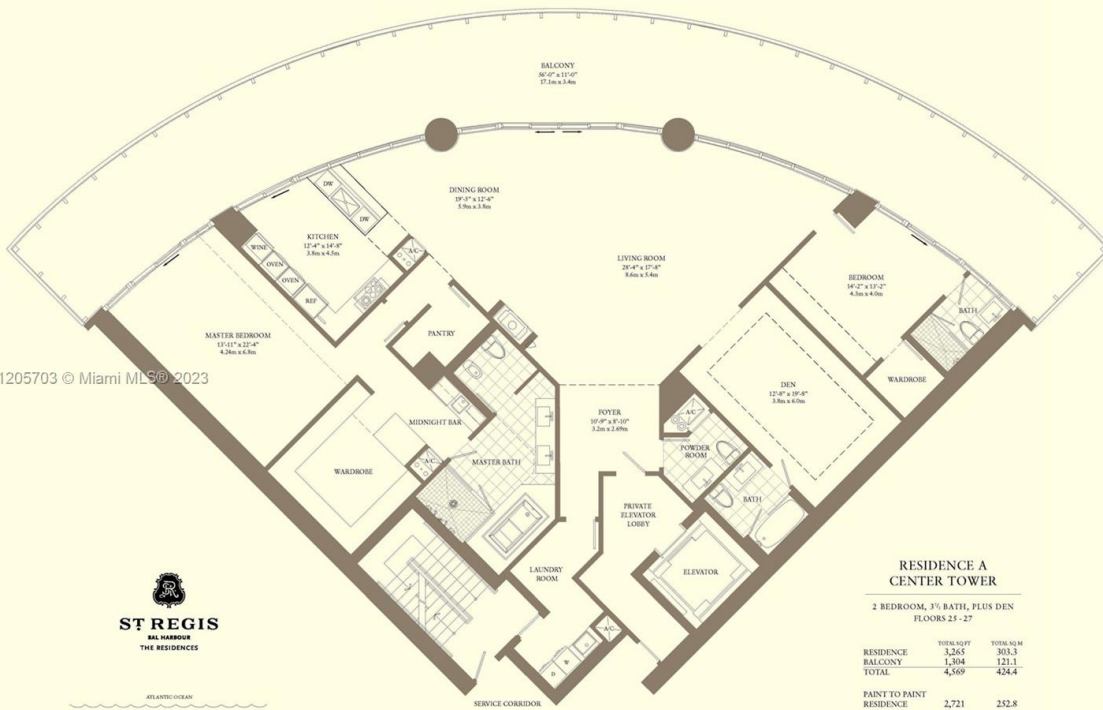 BALCONY
56'-0" x 11'-0"
17.1m x 3.4m
DW
DW
DINING ROOM
19'-5" x 12'-6"
5.9m x 3.8m
KITCHEN
12'-4" x 14'-8"
3.8m x 4.5m
WINE
OVEN
OVEN
REF
A/C
LIVING ROOM
28'-4" x 17'-8"
8.6m x 5.4m
BEDROOM
14'-2" x 13'-2"
4.3m x 4.0m
BATH
WARDROBE
MASTER BEDROOM
13'-11" x 22'-4"
4.24m x 6.8m
PANTRY
1205703 © Miami MLS® 2023
DEN
12'-8" x 19'-8"
3.8m x 6.0m
FOYER
10'-9" x 8'-10"
3.2m x 2.69m
A/C
MIDNIGHT BAR
POWDER
ROOM
A/C
MASTER BATH
WARDROBE
BATH
PRIVATE
ELEVATOR
LOBBY
ELEVATOR
LAUNDRY
ROOM
A/C
W
D
SERVICE CORRIDOR
SR
ST REGIS
BAL HARBOUR
THE RESIDENCES
ATLANTIC OCEAN
RESIDENCE A
CENTER TOWER
2 BEDROOM, 3½ BATH, PLUS DEN
FLOORS 25 - 27
TOTAL SQ FT TOTAL SQ M
RESIDENCE 3,265 303.3
BALCONY 1,304 121.1
TOTAL 4,569 424.4
PAINT TO PAINT
RESIDENCE 2,721 252.8